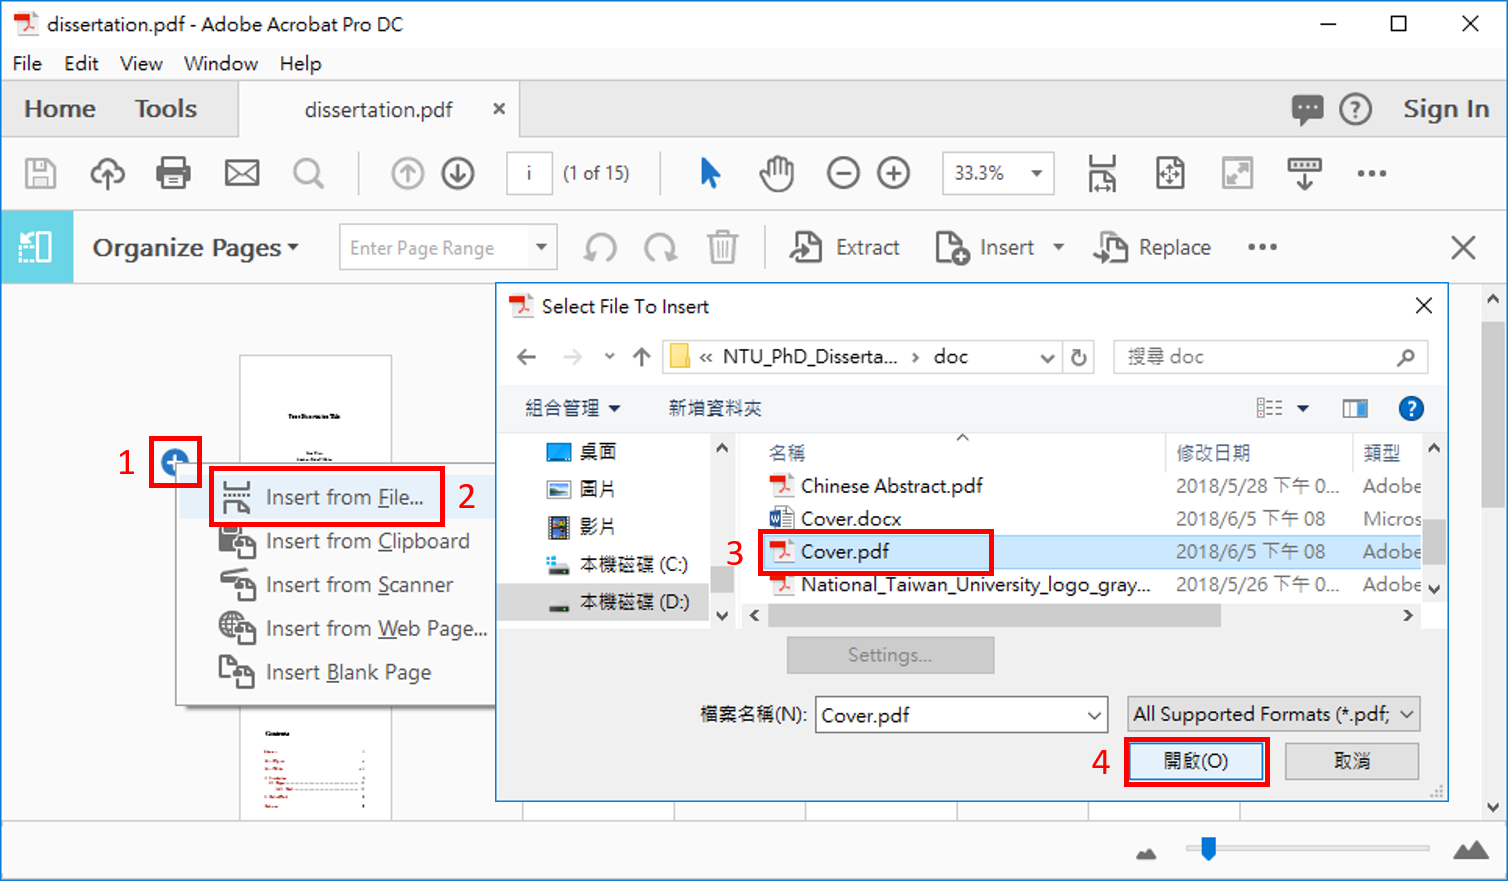 dissertation.pdf - Adobe Acrobat Pro DC
File Edit View Window Help
Home Tools dissertation.pdf × Sign In
i (1 of 15) 33.3%
Organize Pages Enter Page Range Extract Insert Replace
Select File To Insert
« NTU_PhD_Disserta... › doc 搜尋 doc
組合管理 新增資料夾
Your Dissertation Title
1
Insert from File... 2
Insert from Clipboard
Insert from Scanner
Insert from Web Page...
Insert Blank Page
Contents
桌面
圖片
影片
本機磁碟 (C:)
本機磁碟 (D:)
名稱 修改日期 類型
Chinese Abstract.pdf 2018/5/28 下午 0... Adobe
Cover.docx 2018/6/5 下午 08 Micros
3 Cover.pdf 2018/6/5 下午 08 Adobe
National_Taiwan_University_logo_gray... 2018/5/26 下午 0... Adobe
Settings...
檔案名稱(N): Cover.pdf All Supported Formats (*.pdf;
4 開啟(O) 取消